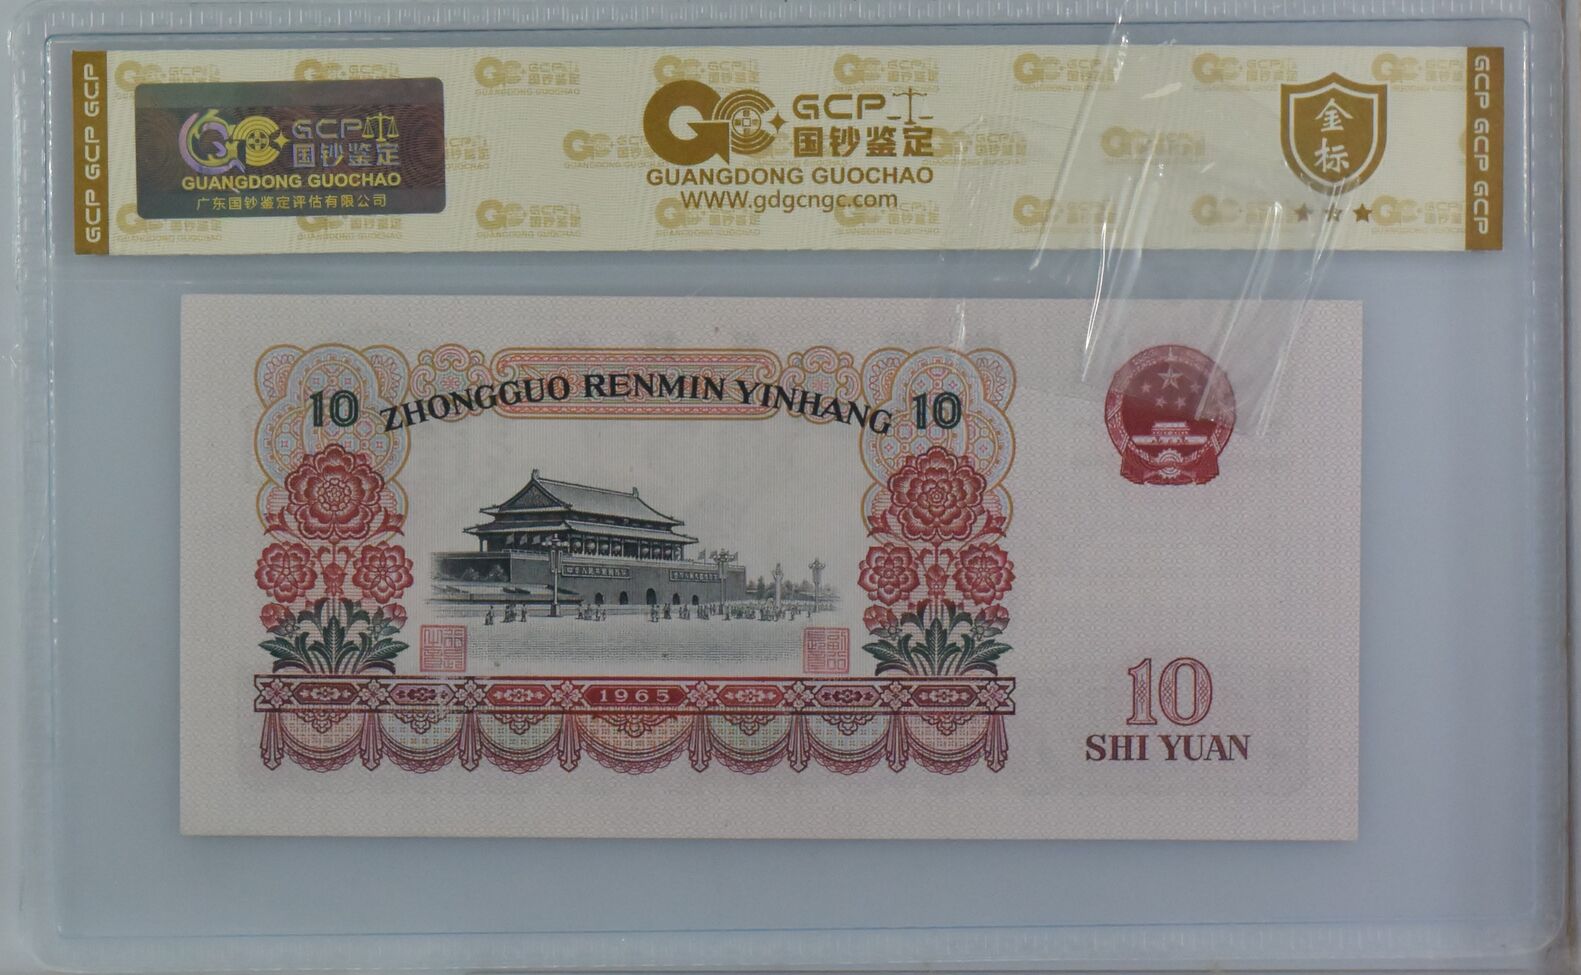 GCP GCP GCP
GCP
国钞鉴定
GUANGDONG GUOCHAO
广东国钞鉴定评估有限公司
GCP
国钞鉴定
GUANGDONG GUOCHAO
WWW.gdgcngc.com
金
标
GCP GCP GCP
10 ZHONGGUO RENMIN YINHANG 10
1965
10
SHI YUAN